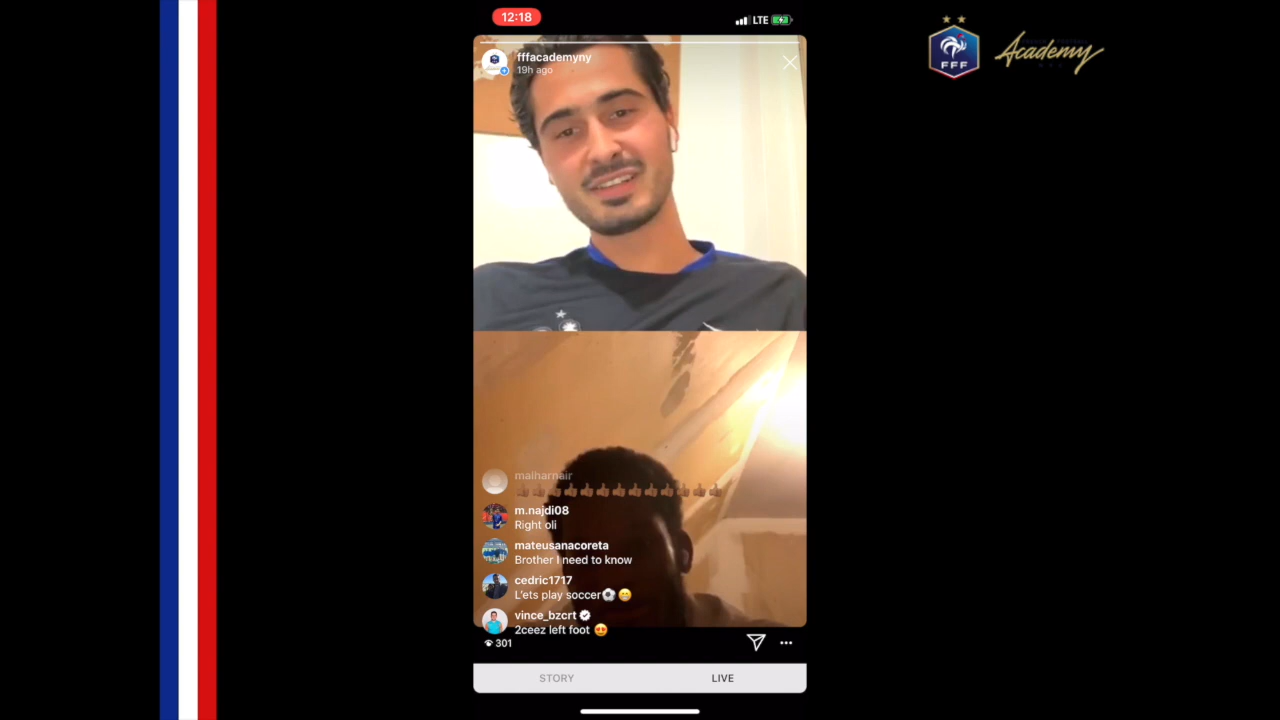 12:18
LTE
fffacademyny
19h ago
FFF
Academy
malharnair
m.najdi08
Right oli
mateusanacoreta
Brother I need to know
cedric1717
L'ets play soccer⚽😁
vince_bzcrt
2ceez left foot 😍
301
STORY
LIVE